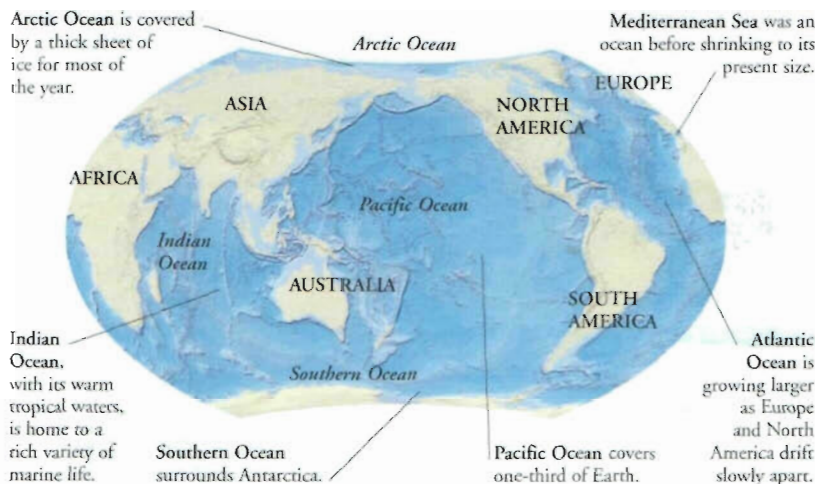 Arctic Ocean is covered
by a thick sheet of
ice for most of
the year.
Arctic Ocean
Mediterranean Sea was an
ocean before shrinking to its
present size.
EUROPE
ASIA
NORTH
AMERICA
AFRICA
Pacific Ocean
Indian
Ocean
AUSTRALIA
SOUTH
AMERICA
Southern Ocean
Indian
Ocean,
with its warm
tropical waters,
is home to a
rich variety of
marine life.
Southern Ocean
surrounds Antarctica.
Pacific Ocean covers
one-third of Earth.
Atlantic
Ocean is
growing larger
as Europe
and North
America drift
slowly apart.